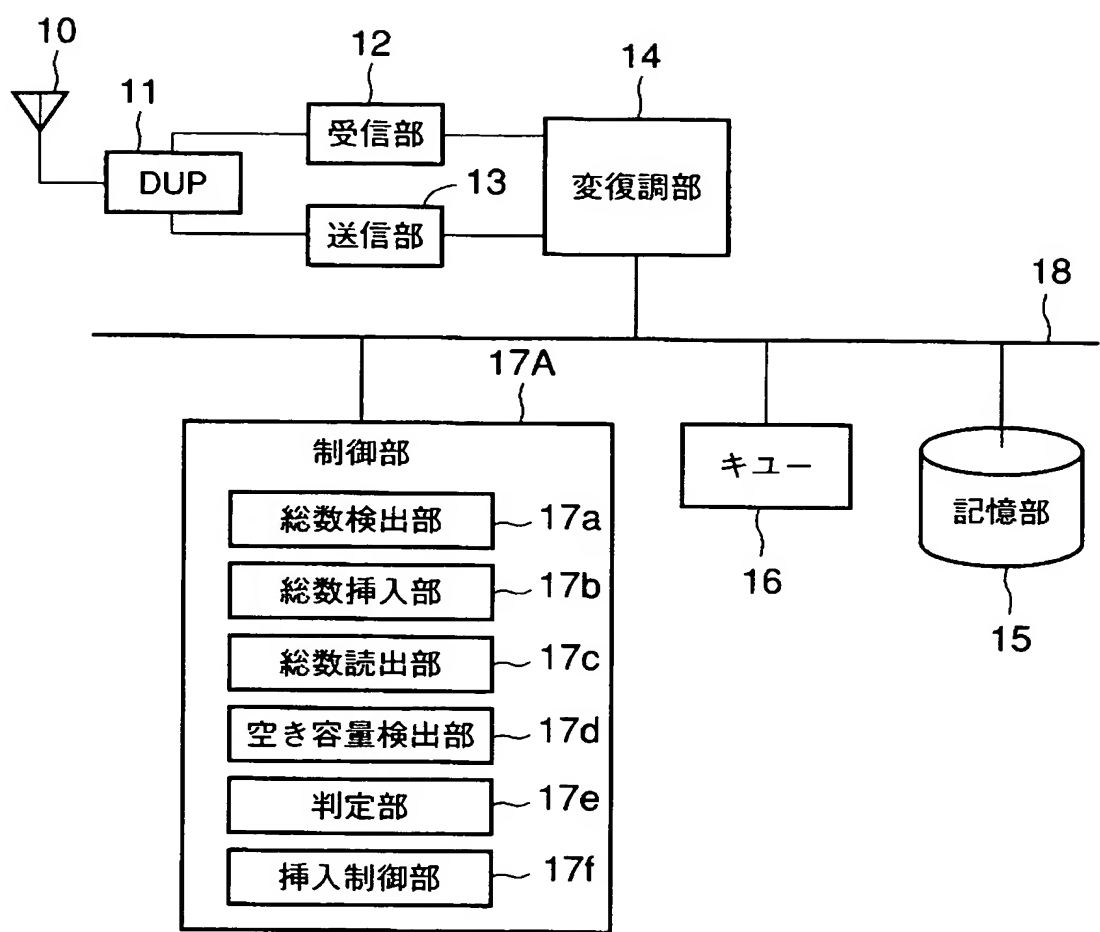 10
11
12
14
受信部
DUP
変復調部
13
送信部
18
17A
制御部
キユー
記憶部
総数検出部
17a
16
総数挿入部
17b
15
総数読出部
17c
空き容量検出部
17d
判定部
17e
挿入制御部
17f